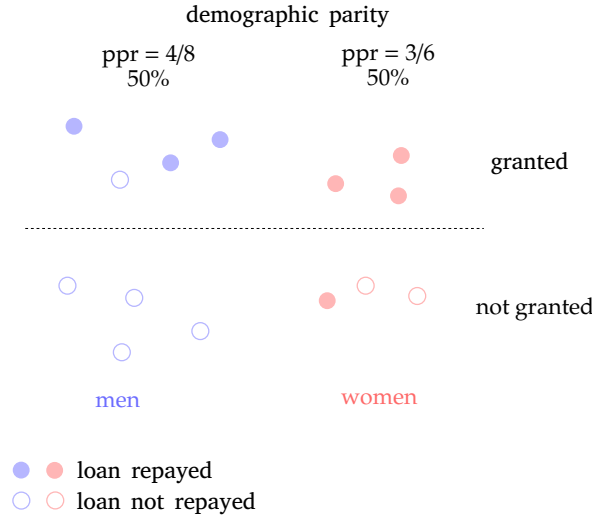 demographic parity
ppr = 4/8 ppr = 3/6
50% 50%
granted
not granted
men women
loan repayed
loan not repayed